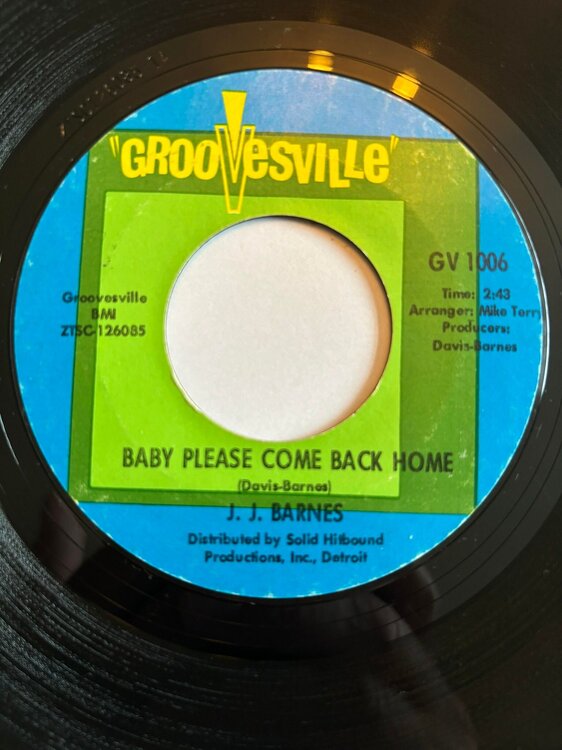 "GROOVESVILLE"
GV 1006
Groovesville
BMI
ZTSC-126085
Time: 2:43
Arranger: Mike Terry
Producers:
Davis-Barnes
BABY PLEASE COME BACK HOME
(Davis-Barnes)
J. J. BARNES
Distributed by Solid Hitbound
Productions, Inc., Detroit